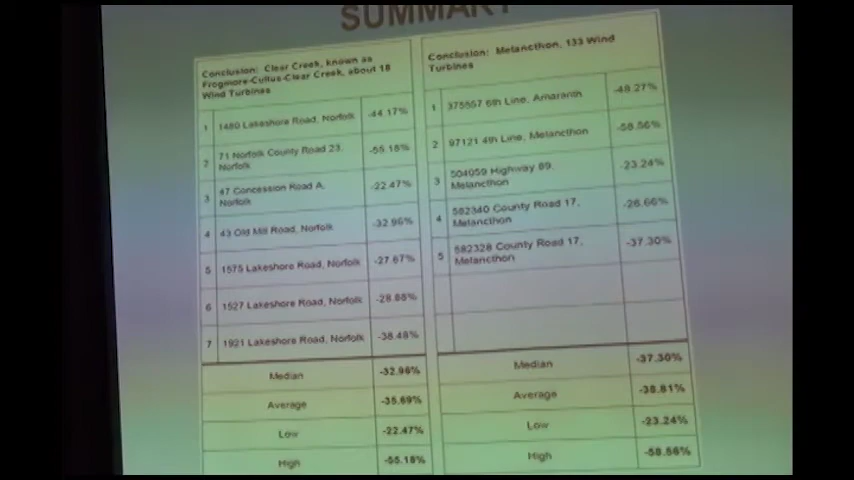 SUMMARY
Conclusion: Clear Creek, known as
Frogmore-Cultus-Clear Creek, about 18
Wind Turbines
1 1480 Lakeshore Road, Norfolk -44.17%
2 71 Norfolk County Road 23, -55.18%
Norfolk
3 47 Concession Road A, -22.47%
Norfolk
4 43 Old Mill Road, Norfolk -32.96%
5 1575 Lakeshore Road, Norfolk -27.67%
6 1527 Lakeshore Road, Norfolk -28.88%
7 1921 Lakeshore Road, Norfolk -38.48%
Median -32.96%
Average -35.69%
Low -22.47%
High -55.18%
Conclusion: Melancthon, 133 Wind
Turbines
1 375557 6th Line, Amaranth -48.27%
2 97121 4th Line, Melancthon -58.56%
3 504059 Highway 89, -23.24%
Melancthon
4 582340 County Road 17, -26.66%
Melancthon
5 582328 County Road 17, -37.30%
Melancthon
Median -37.30%
Average -38.81%
Low -23.24%
High -58.56%